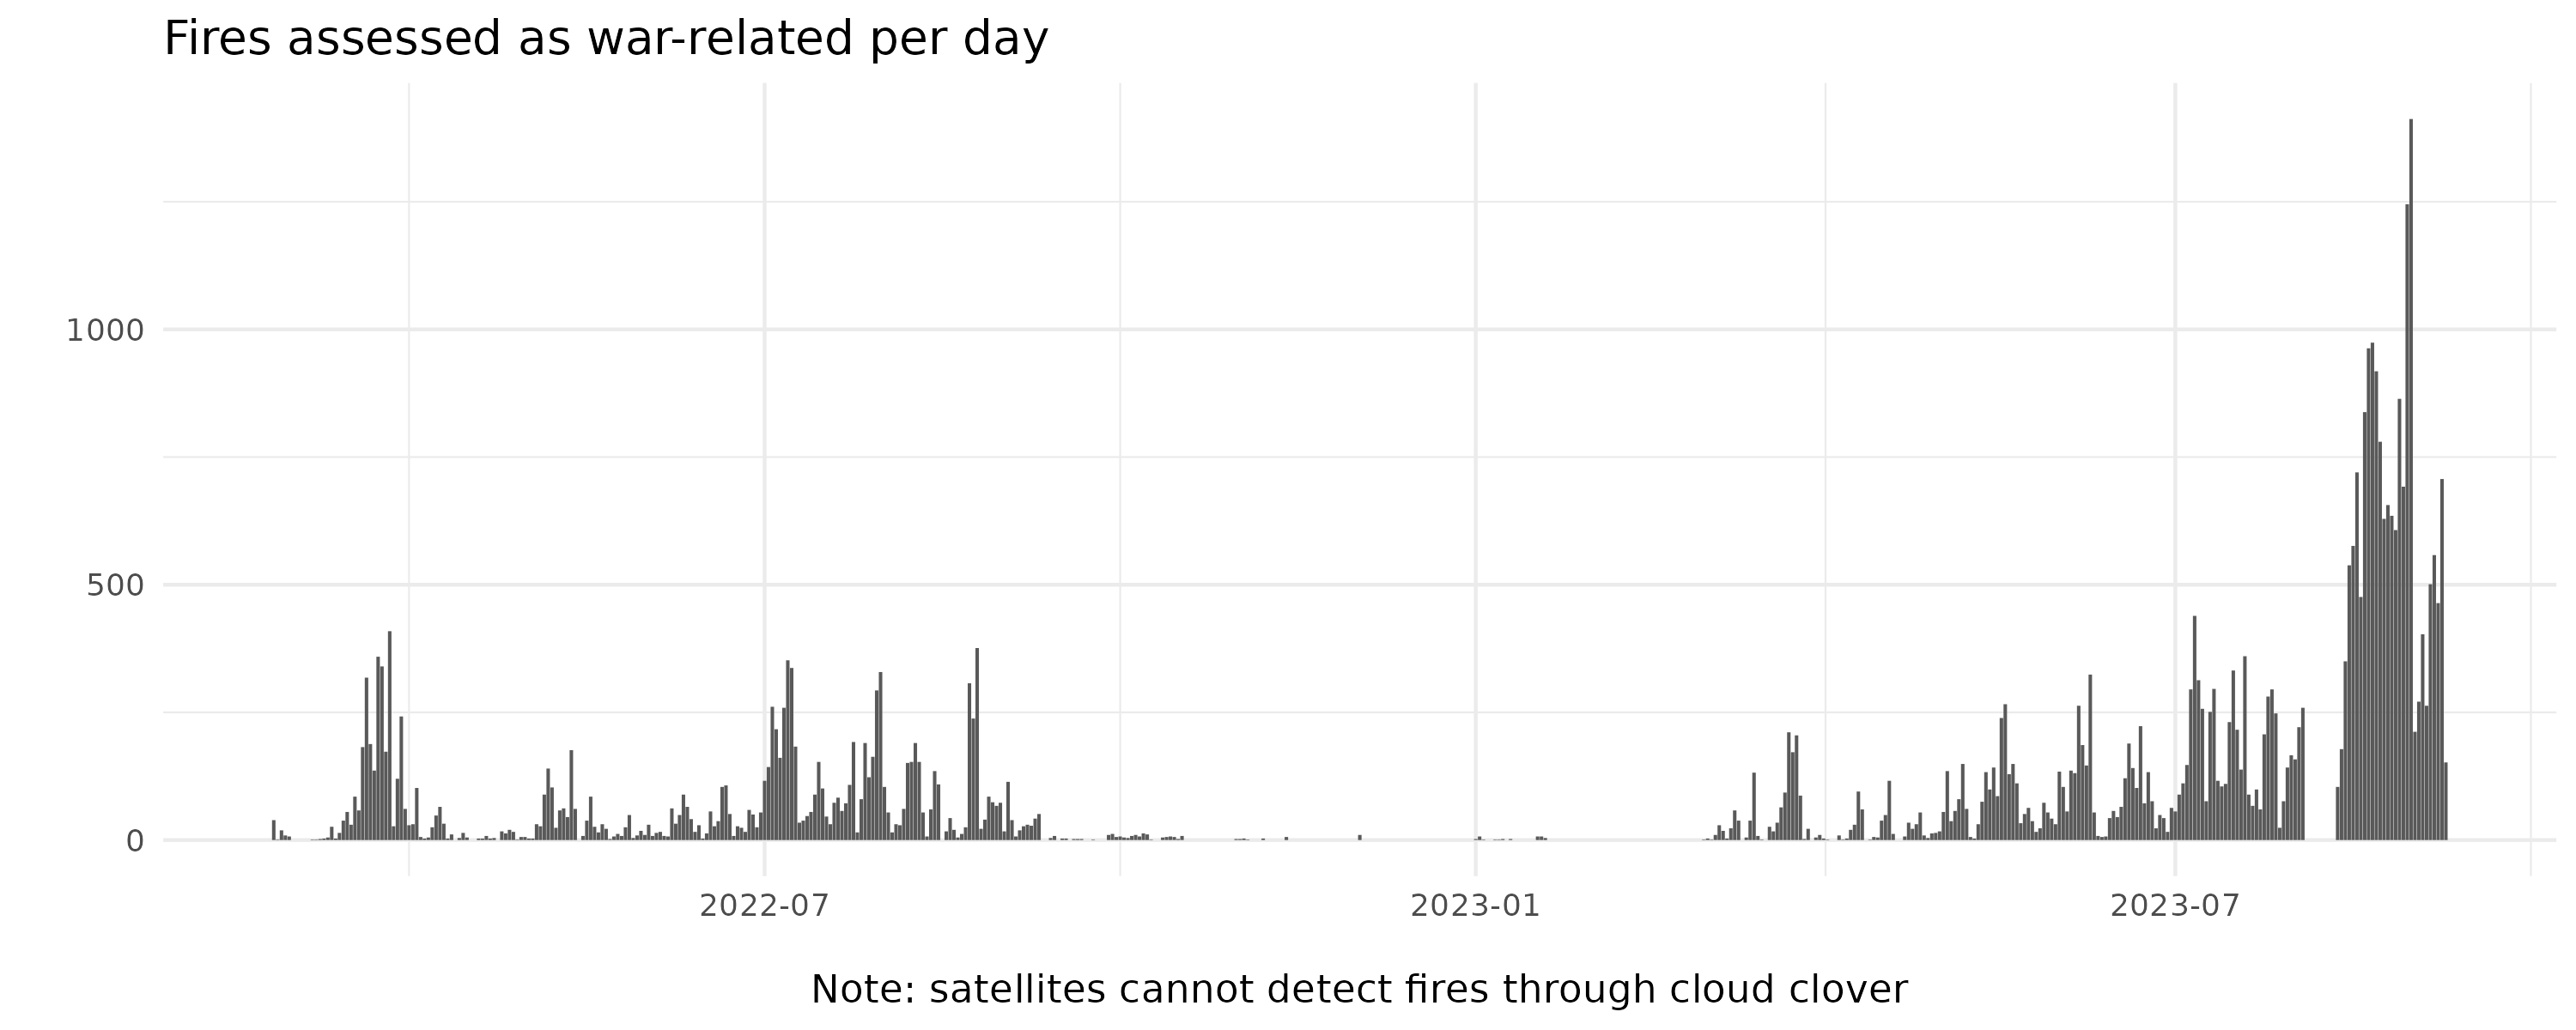 Fires assessed as war-related per day
1000
500
0
2022-07 2023-01 2023-07
Note: satellites cannot detect fires through cloud clover